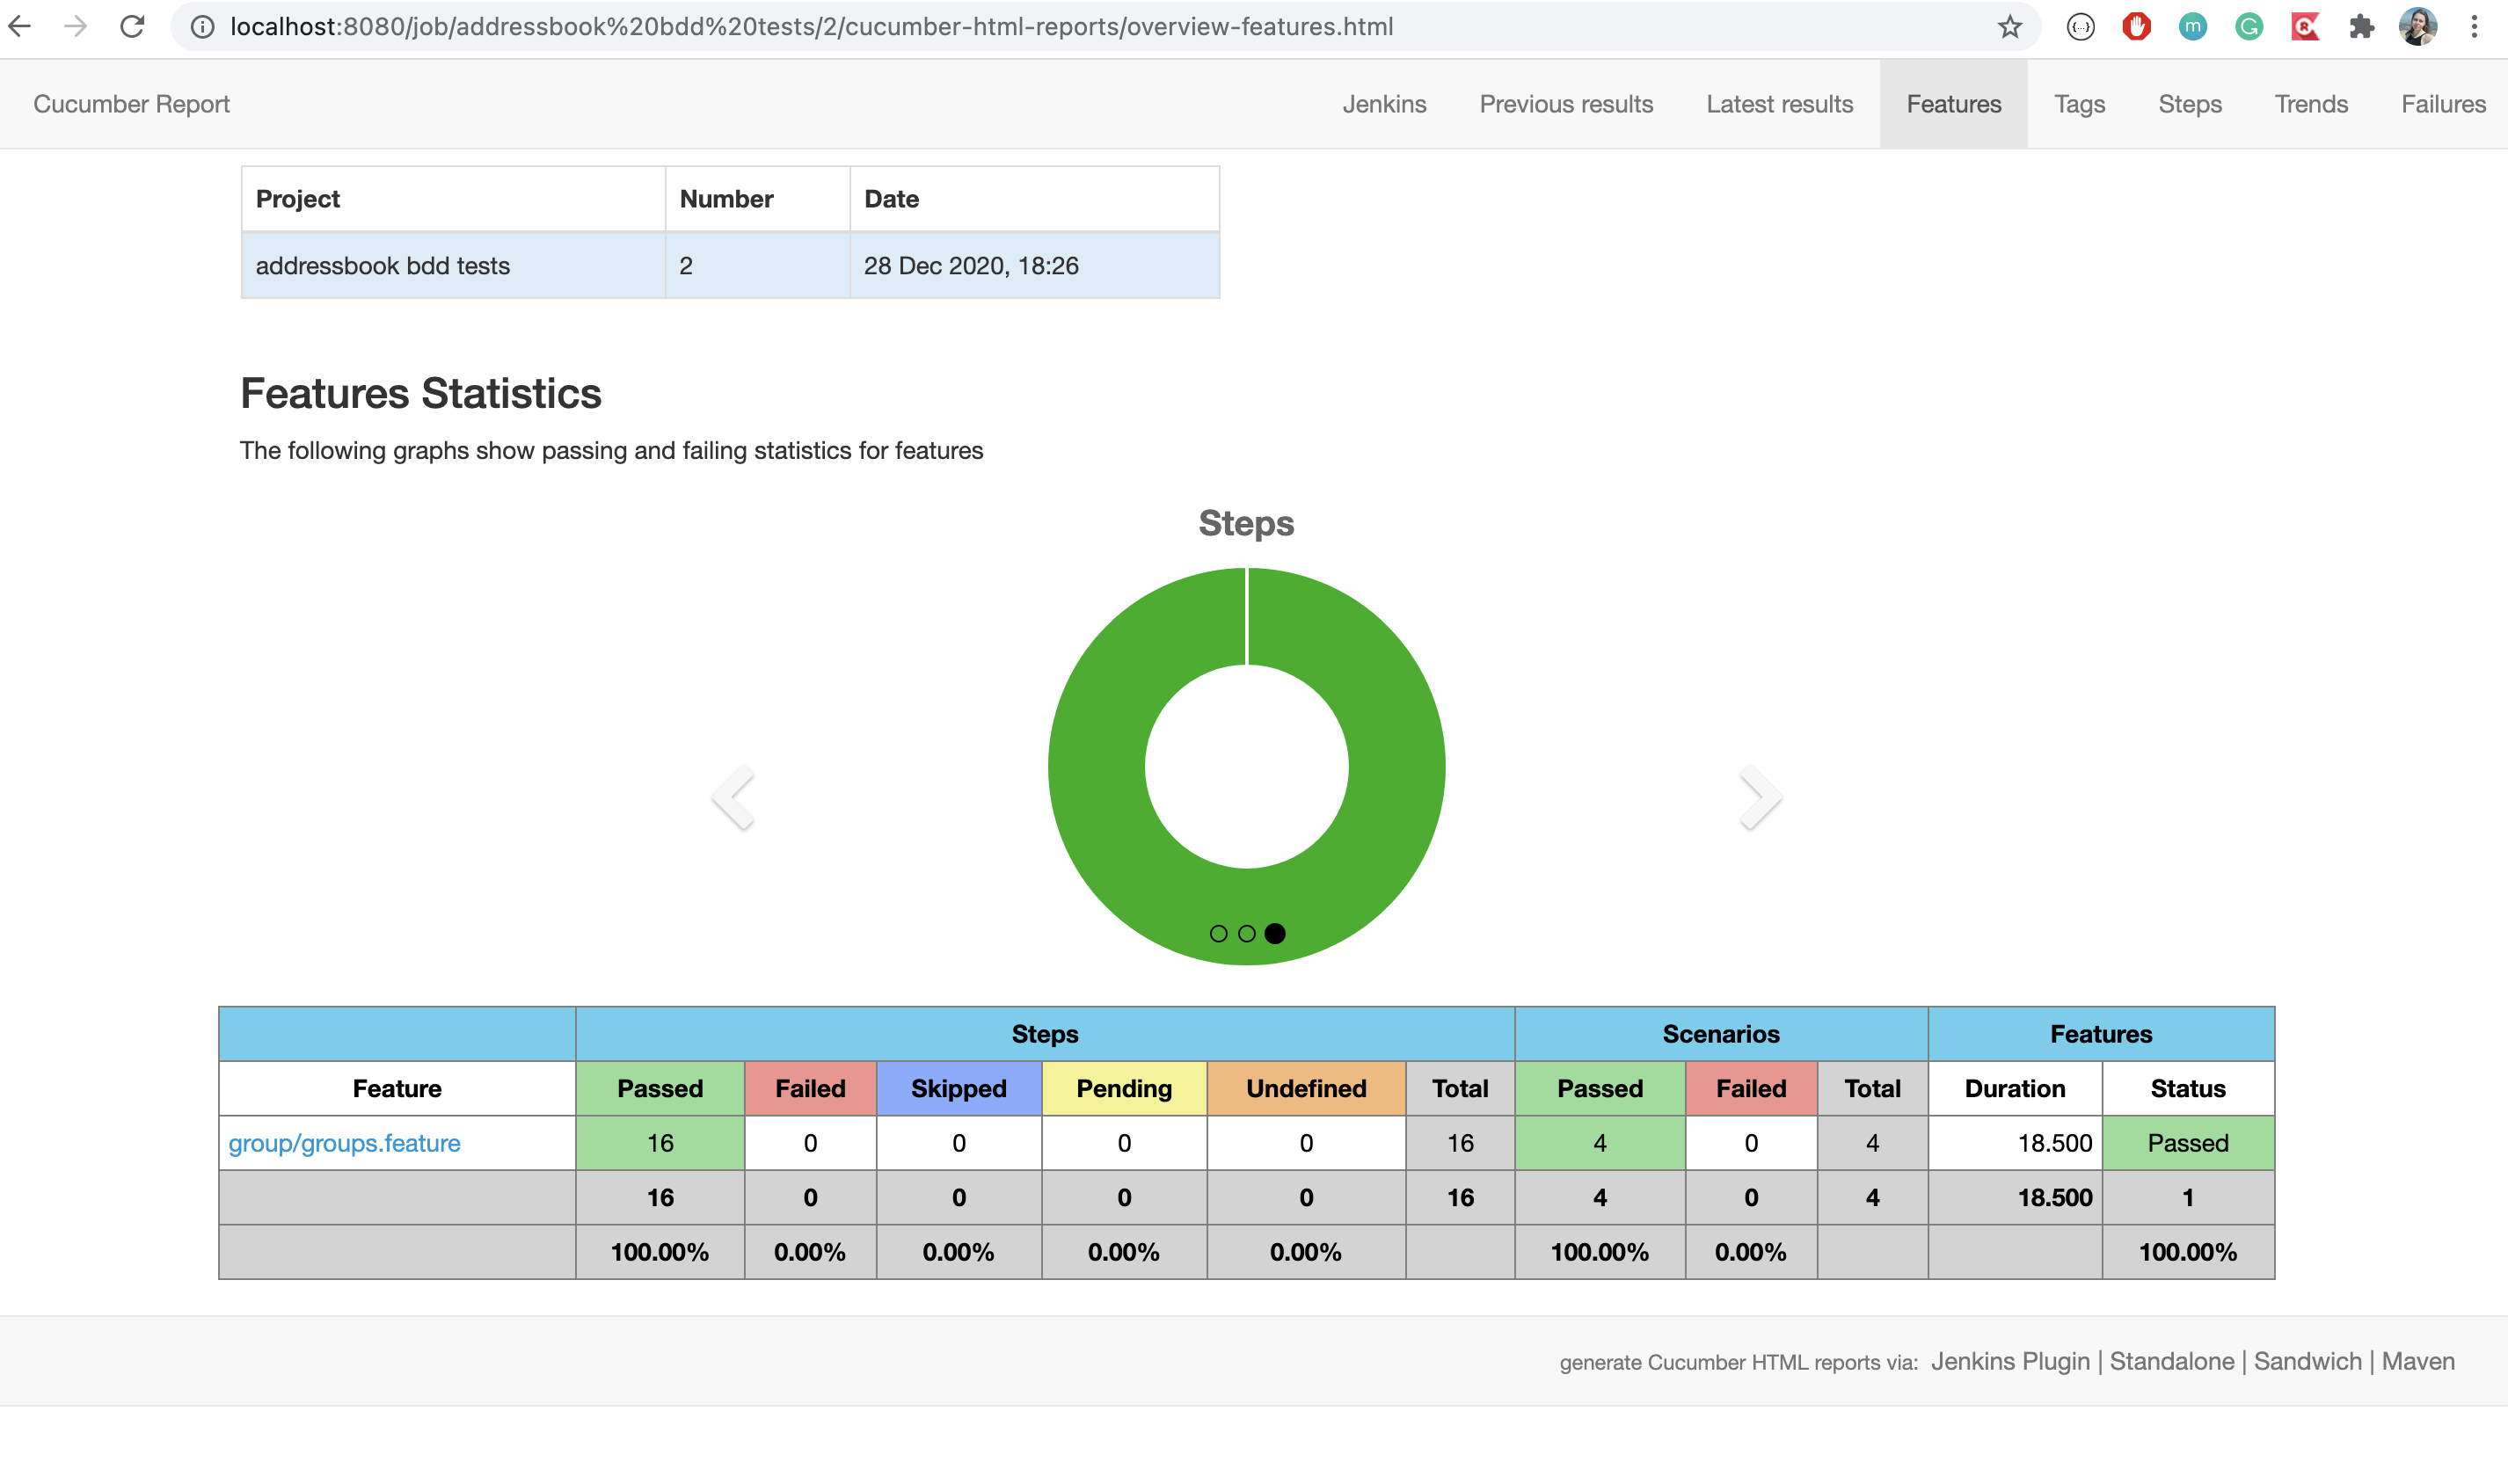 localhost:8080/job/addressbook%20bdd%20tests/2/cucumber-html-reports/overview-features.html
Cucumber Report Jenkins Previous results Latest results Features Tags Steps Trends Failures
Project Number Date
addressbook bdd tests 2 28 Dec 2020, 18:26
Features Statistics
The following graphs show passing and failing statistics for features
Steps
Steps Scenarios Features
Feature Passed Failed Skipped Pending Undefined Total Passed Failed Total Duration Status
group/groups.feature 16 0 0 0 0 16 4 0 4 18.500 Passed
16 0 0 0 0 16 4 0 4 18.500 1
100.00% 0.00% 0.00% 0.00% 0.00% 100.00% 0.00% 100.00%
generate Cucumber HTML reports via: Jenkins Plugin | Standalone | Sandwich | Maven